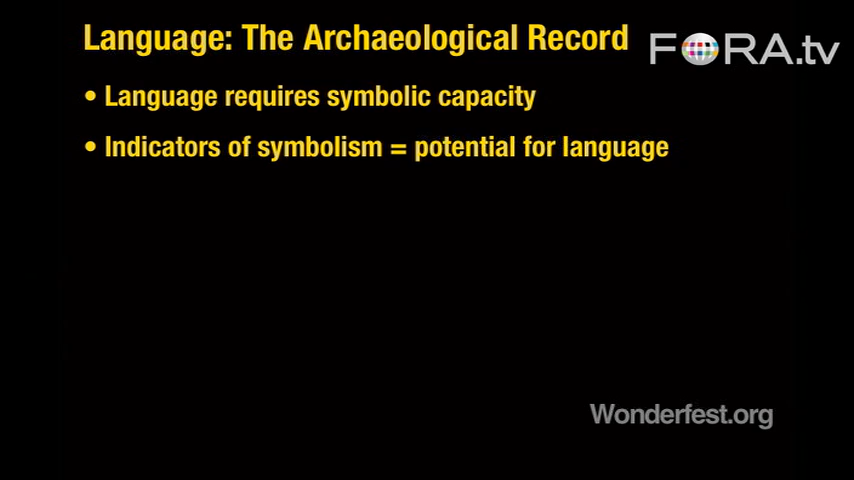 Language: The Archaeological Record
FORA.tv
• Language requires symbolic capacity
• Indicators of symbolism = potential for language
Wonderfest.org